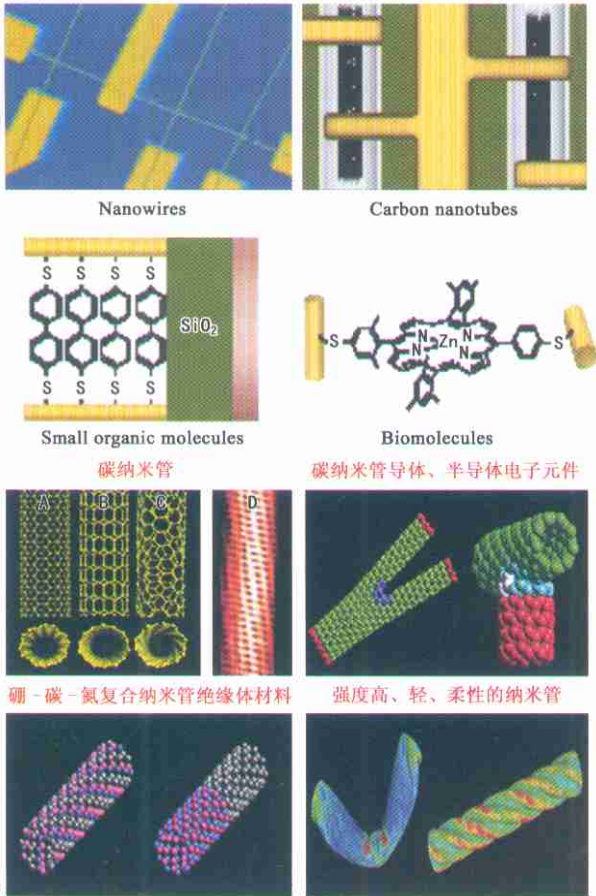 Nanowires
Carbon nanotubes
S S S S
SiO₂
S S S S
N N
S Zn S
N N
Small organic molecules
Biomolecules
碳纳米管
碳纳米管导体、半导体电子元件
A B C D
硼-碳-氮复合纳米管绝缘体材料
强度高、轻、柔性的纳米管